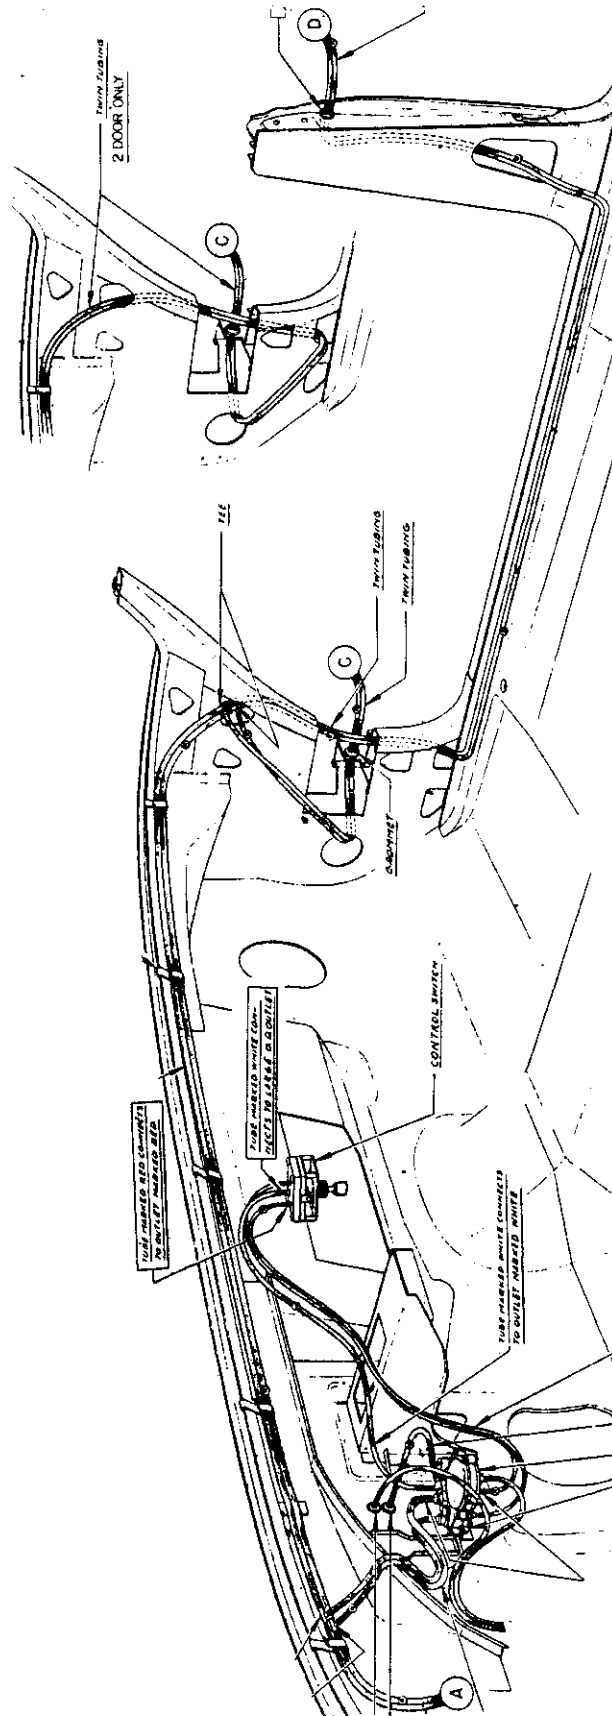 TWIN TUBING
2 DOOR ONLY
D
C
TEE
TWIN TUBING
TWIN TUBING
C
GROMMET
TUBE MARKED RED CONNECTS
TO OUTLET MARKED RED
TUBE MARKED WHITE CON-
NECTS TO LARGE O.D. OUTLET
CONTROL SWITCH
TUBE MARKED WHITE CONNECTS
TO OUTLET MARKED WHITE
A